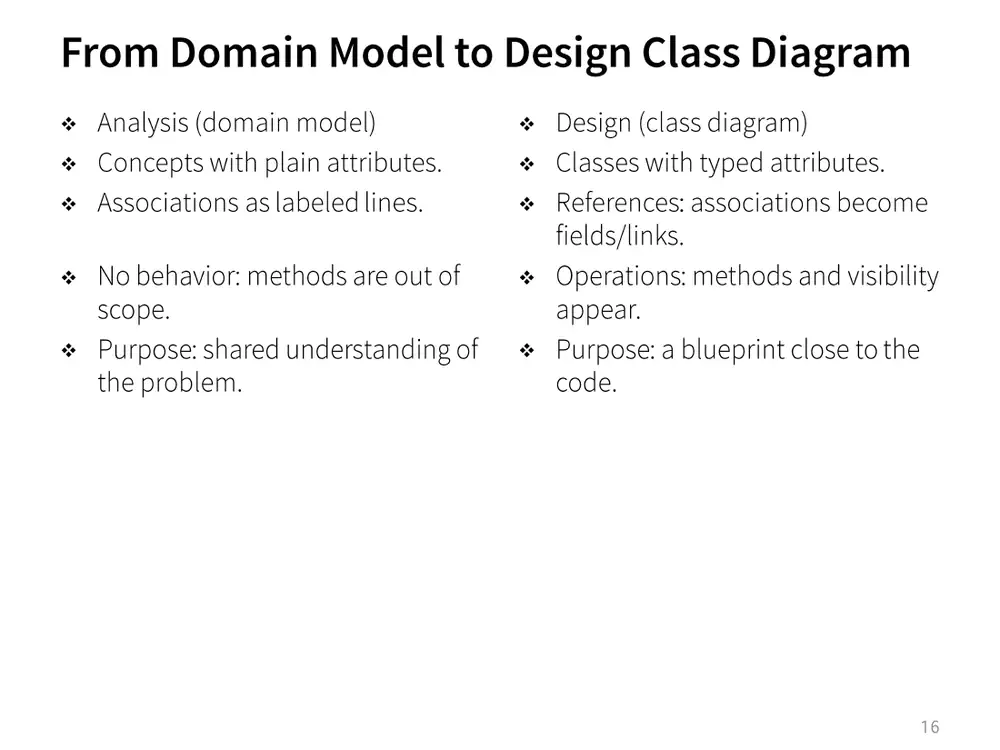 From Domain Model to Design Class Diagram
❖ Analysis (domain model)
❖ Concepts with plain attributes.
❖ Associations as labeled lines.
❖ No behavior: methods are out of
scope.
❖ Purpose: shared understanding of
the problem.
❖ Design (class diagram)
❖ Classes with typed attributes.
❖ References: associations become
fields/links.
❖ Operations: methods and visibility
appear.
❖ Purpose: a blueprint close to the
code.
16